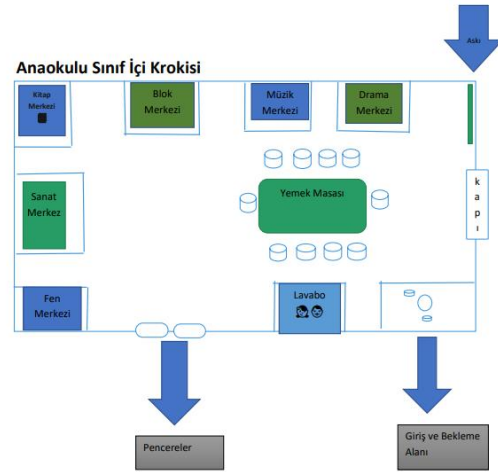 Askı
Anaokulu Sınıf İçi Krokisi
Kitap
Merkezi
Blok
Merkezi
Müzik
Merkezi
Drama
Merkezi
Sanat
Merkez
Yemek Masası
k
a
p
ı
Fen
Merkezi
Lavabo
Pencereler
Giriş ve Bekleme
Alanı